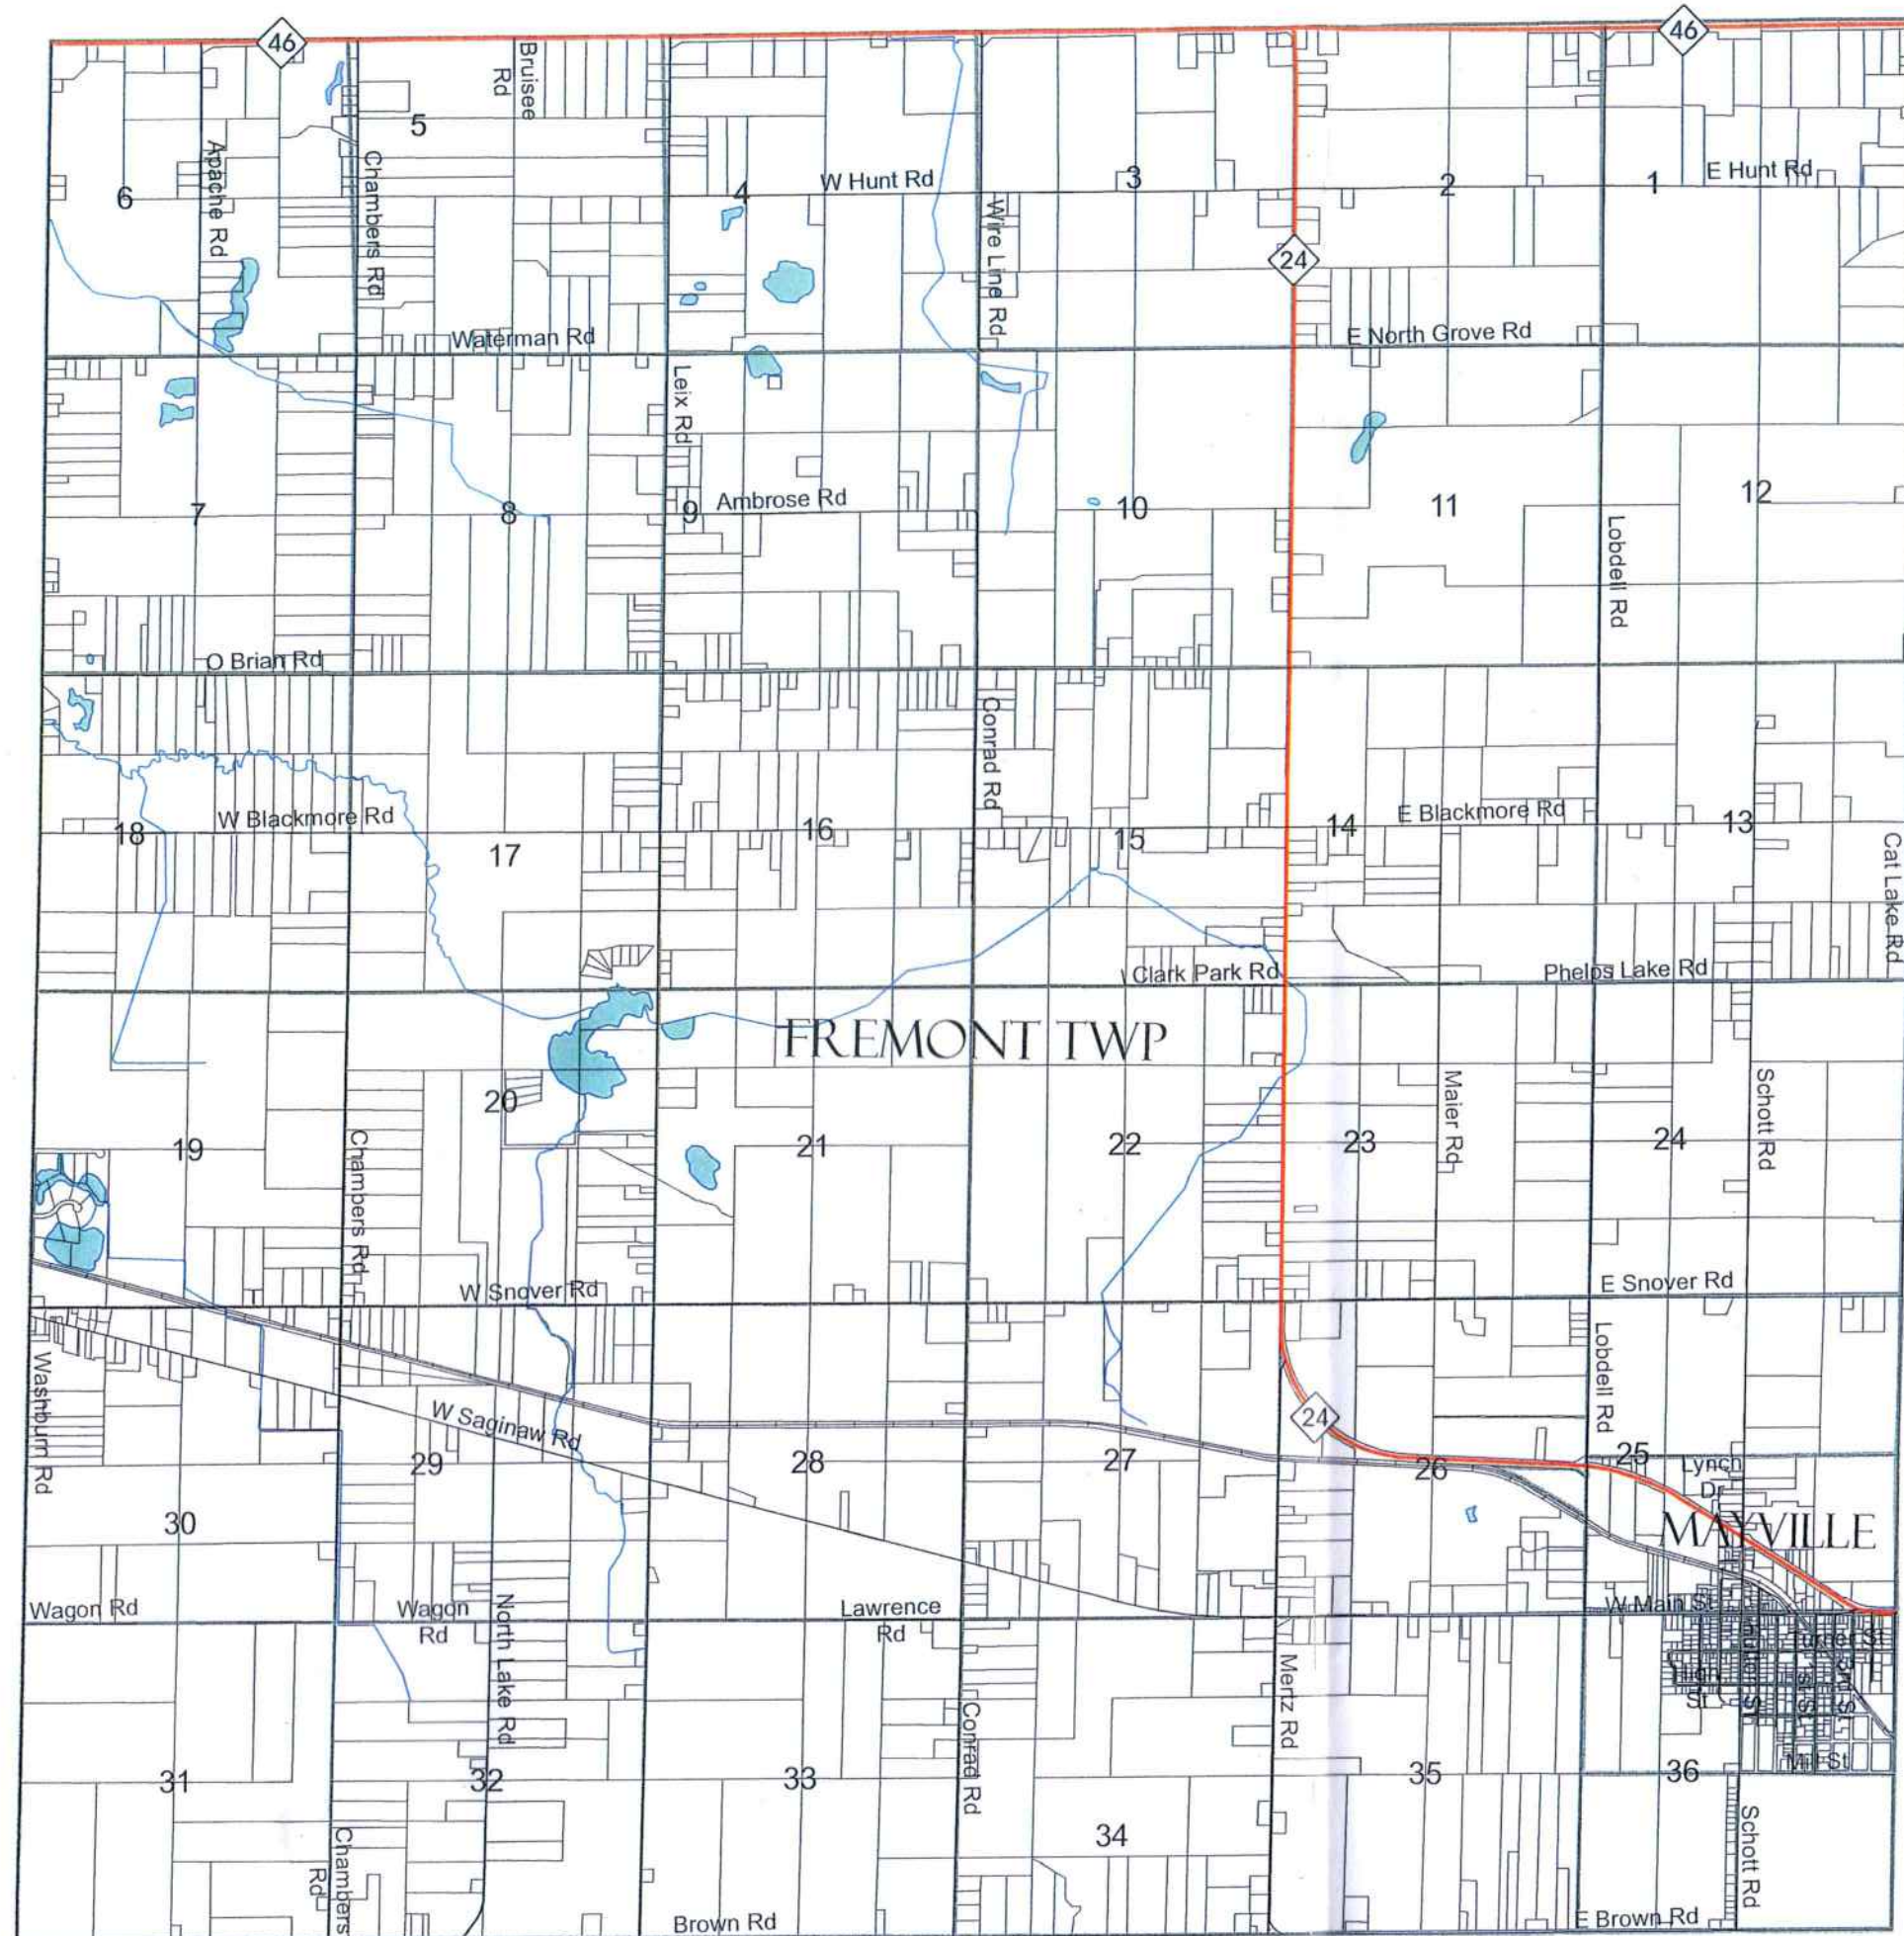 46
46
Bruisee
Rd
5
Apache Rd
Chambers Rd
6
4
W Hunt Rd
3
2
1
E Hunt Rd
Wire Line Rd
24
Waterman Rd
E North Grove Rd
Leix Rd
7
8
9
Ambrose Rd
10
11
12
Lobdell Rd
O Brian Rd
Conrad Rd
18
W Blackmore Rd
17
16
15
14
E Blackmore Rd
13
Cat Lake Rd
Clark Park Rd
Phelps Lake Rd
FREMONT TWP
19
Chambers Rd
20
21
22
23
Maier Rd
24
Schott Rd
W Snover Rd
E Snover Rd
Washburn Rd
W Saginaw Rd
24
Lobdell Rd
30
29
28
27
26
25
Lynch
Dr
MAYVILLE
Wagon Rd
Wagon
Rd
North Lake Rd
Lawrence
Rd
W Main St
Turner St
High
St
1st St
3rd St
Mill St
Mertz Rd
Conrad Rd
31
32
33
34
35
36
Chambers
Rd
Brown Rd
E Brown Rd
Schott Rd